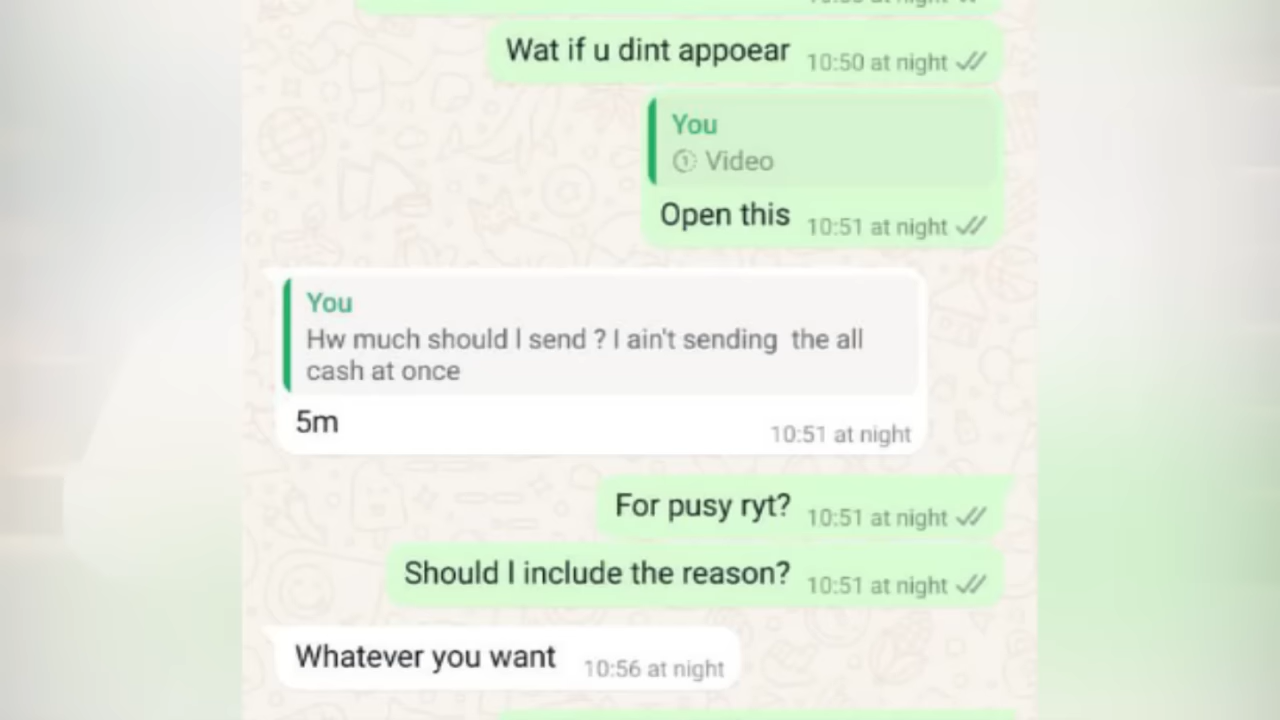 Wat if u dint appoear 10:50 at night
You
Video
Open this 10:51 at night
You
Hw much should I send ? I ain't sending the all
cash at once
5m
10:51 at night
For pusy ryt? 10:51 at night
Should I include the reason? 10:51 at night
Whatever you want 10:56 at night